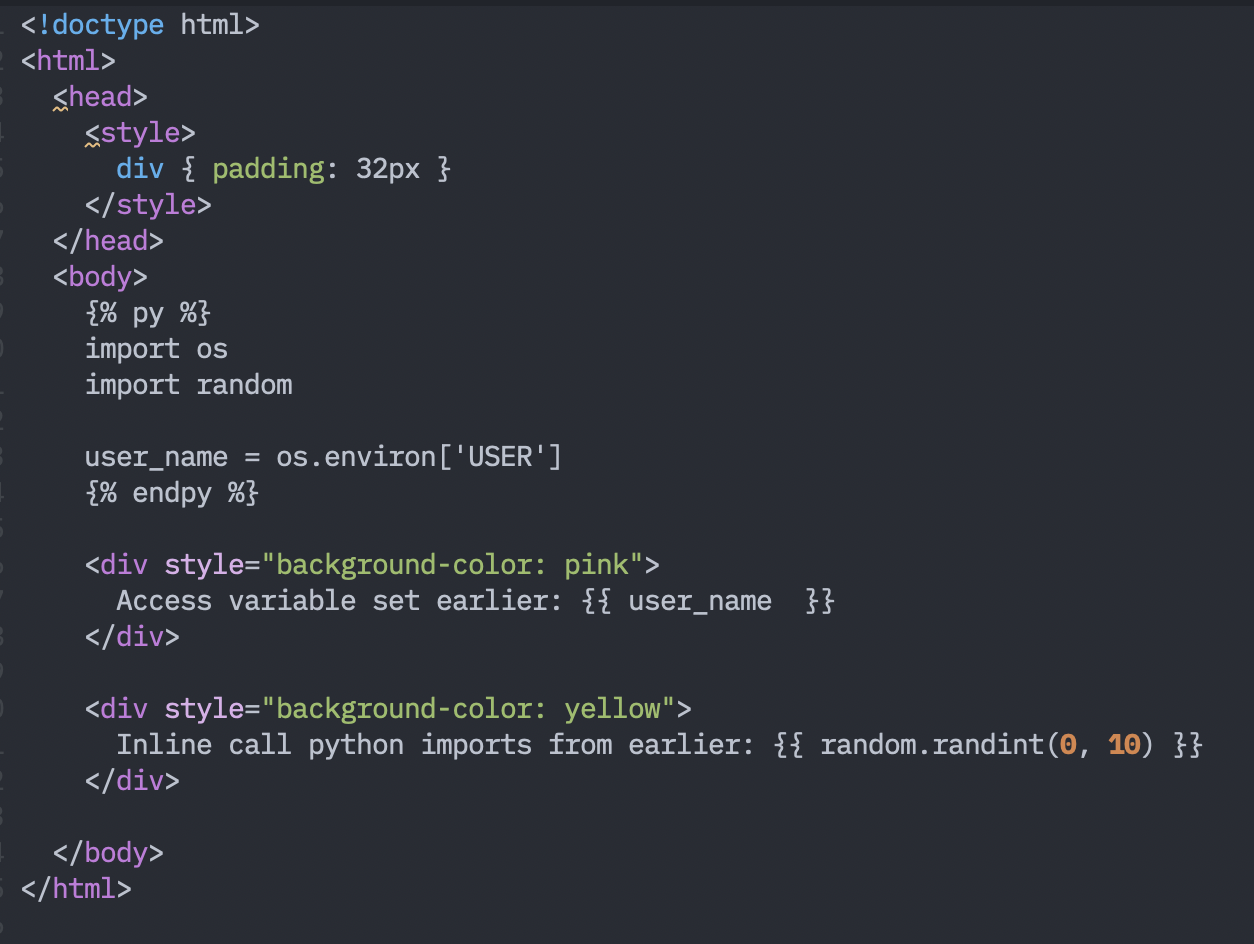 <!doctype html>
<html>
  <head>
    <style>
      div { padding: 32px }
    </style>
  </head>
  <body>
    {% py %}
    import os
    import random

    user_name = os.environ['USER']
    {% endpy %}

    <div style="background-color: pink">
      Access variable set earlier: {{ user_name  }}
    </div>

    <div style="background-color: yellow">
      Inline call python imports from earlier: {{ random.randint(0, 10) }}
    </div>

  </body>
</html>